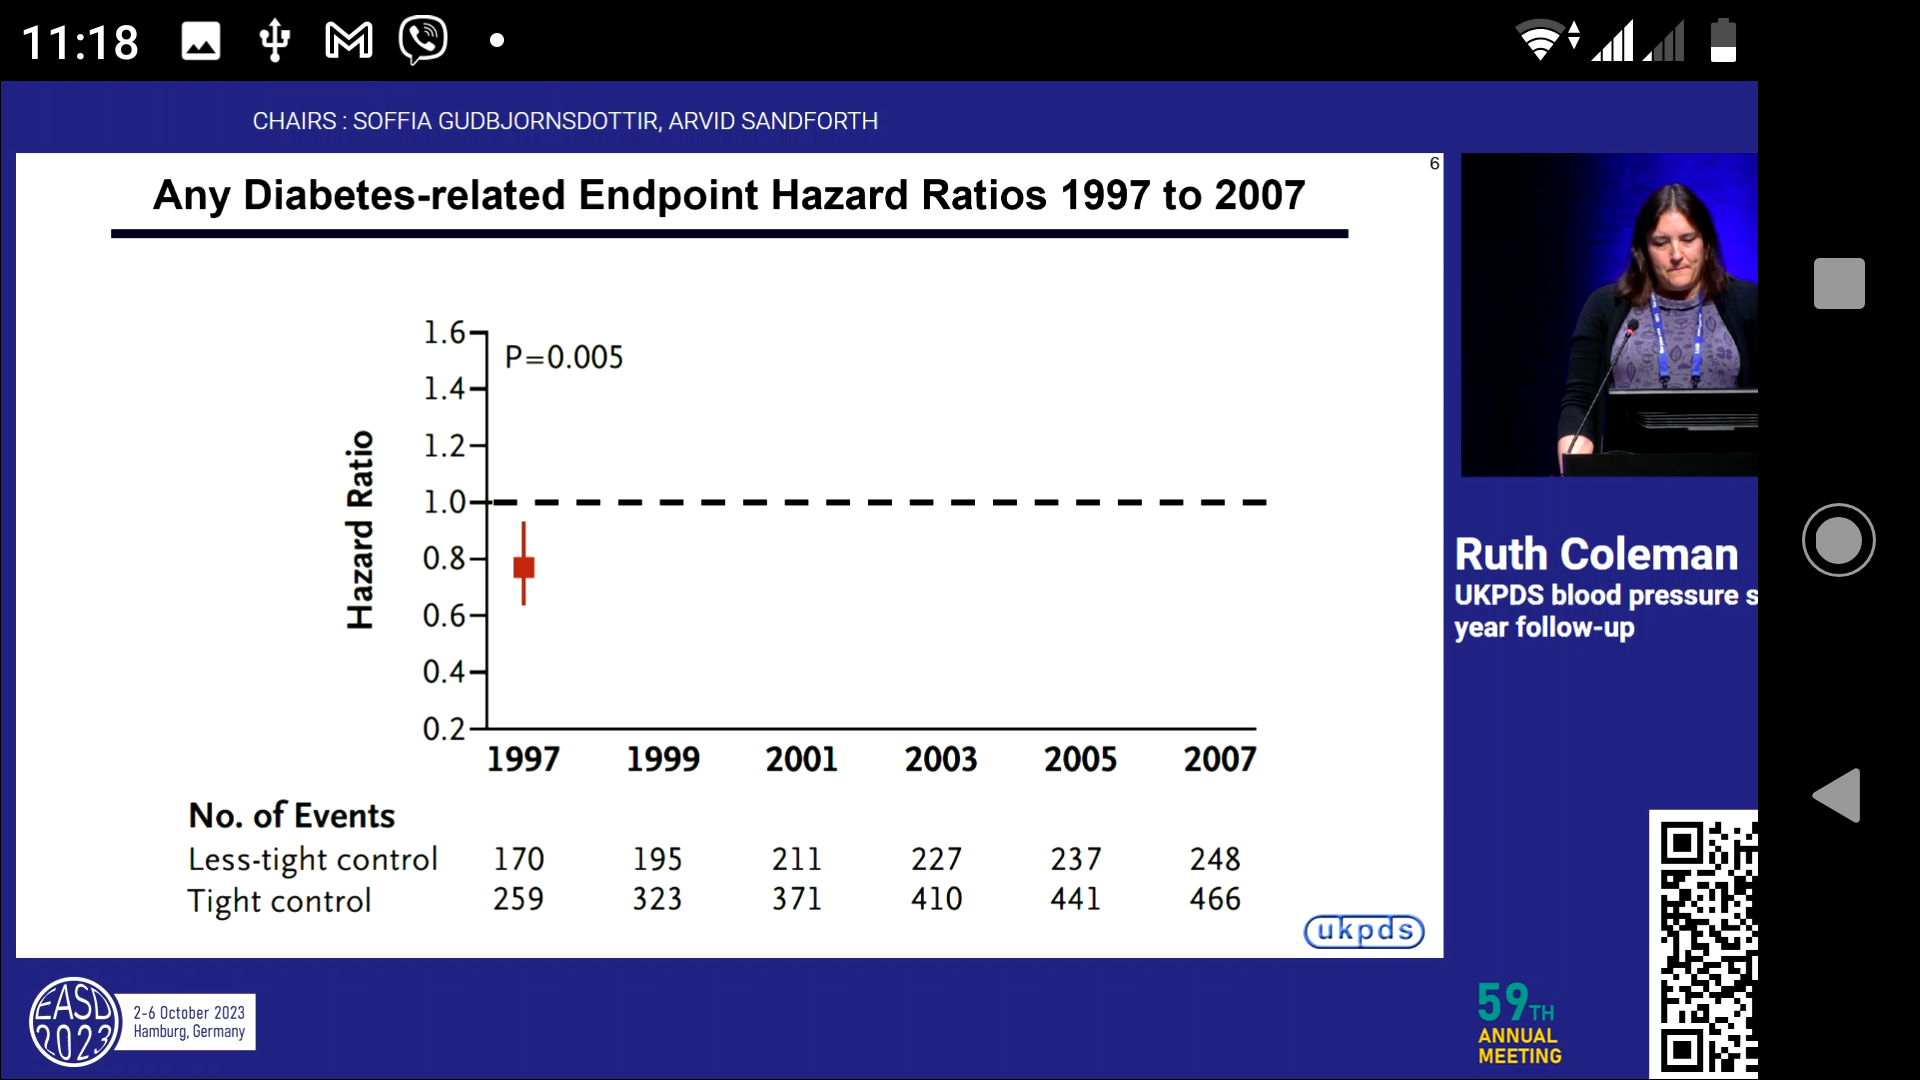 11:18
CHAIRS : SOFFIA GUDBJORNSDOTTIR, ARVID SANDFORTH
6
Any Diabetes-related Endpoint Hazard Ratios 1997 to 2007
1.6
P=0.005
1.4
1.2
1.0
0.8
0.6
0.4
0.2
Hazard Ratio
1997 1999 2001 2003 2005 2007
No. of Events
Less-tight control 170 195 211 227 237 248
Tight control 259 323 371 410 441 466
ukpds
Ruth Coleman
UKPDS blood pressure s
year follow-up
EASD
2023
2-6 October 2023
Hamburg, Germany
59TH
ANNUAL
MEETING